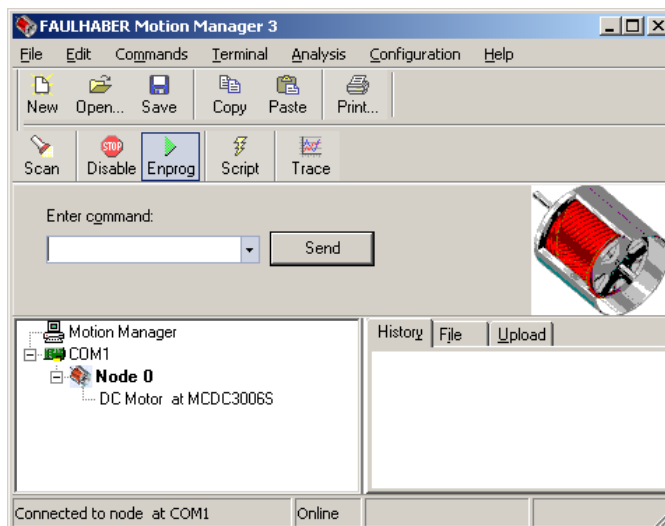 FAULHABER Motion Manager 3
File Edit Commands Terminal Analysis Configuration Help
New Open... Save Copy Paste Print...
STOP
Scan Disable Enprog Script Trace
Enter command:
Send
Motion Manager
COM1
Node 0
DC Motor at MCDC3006S
History File Upload
Connected to node at COM1 Online